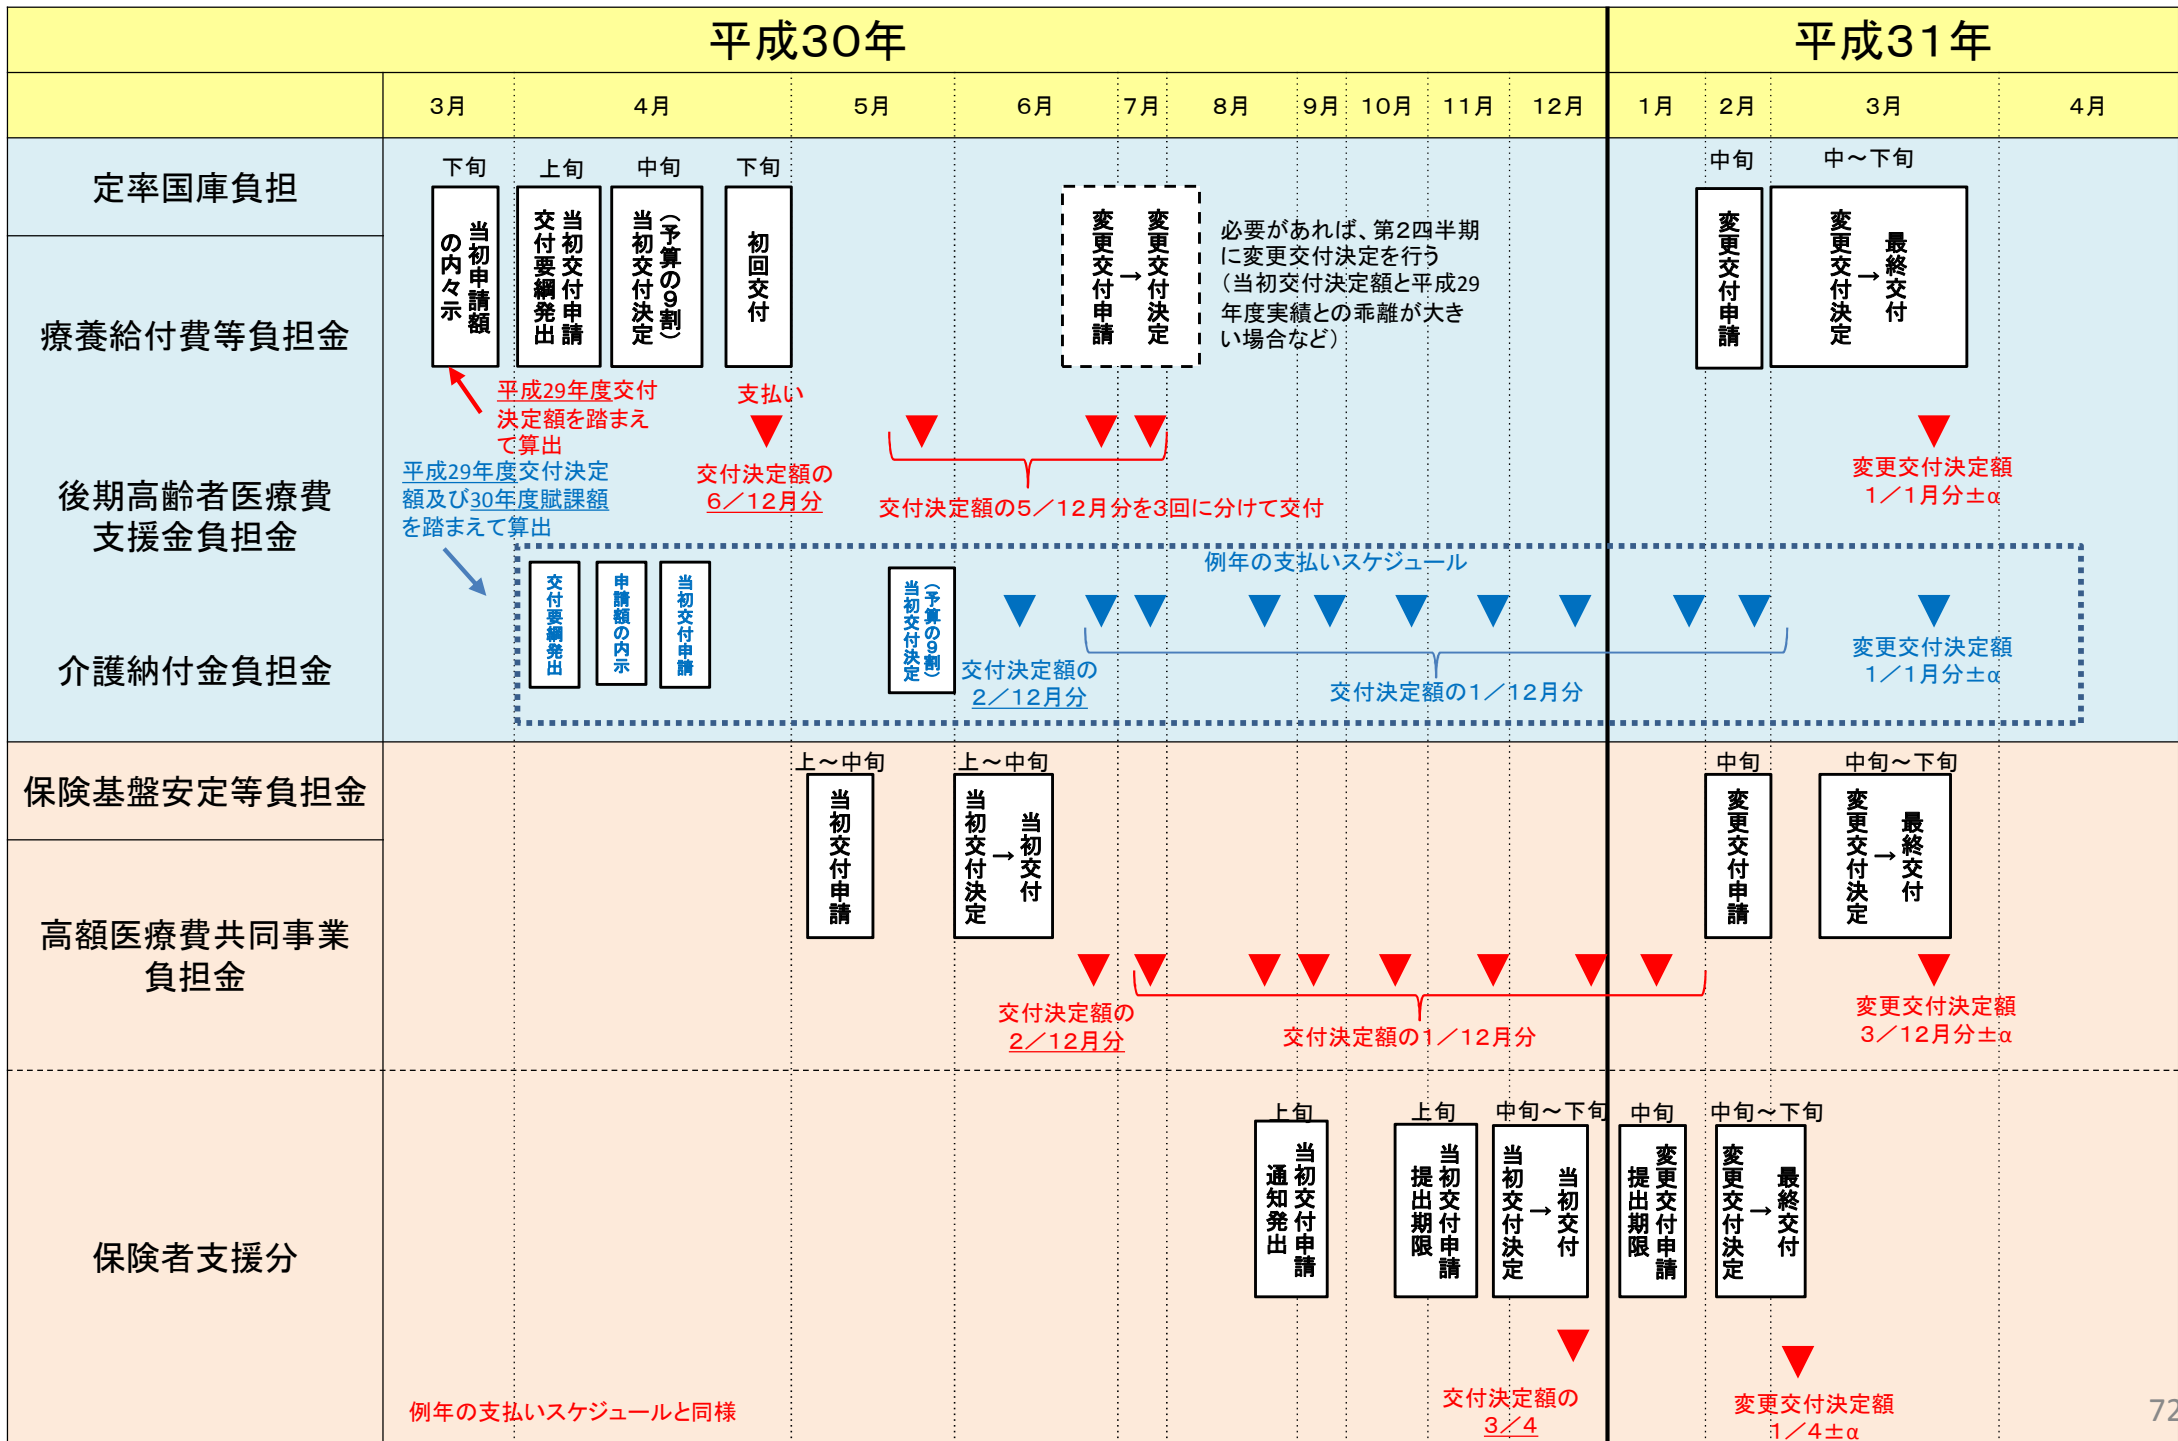 平成30年
平成31年
3月
4月
5月
6月
7月
8月
9月
10月
11月
12月
1月
2月
3月
4月
定率国庫負担
療養給付費等負担金
後期高齢者医療費
支援金負担金
介護納付金負担金
下旬
当初申請額
の内々示
上旬
当初交付申請
交付要綱発出
中旬
（予算の9割）
当初交付決定
下旬
初回交付
変更交付申請
→
変更交付決定
必要があれば、第2四半期
に変更交付決定を行う
（当初交付決定額と平成29
年度実績との乖離が大き
い場合など）
中旬
変更交付申請
中～下旬
変更交付決定
→
最終交付
平成29年度交付
決定額を踏まえ
て算出
支払い
交付決定額の
6／12月分
交付決定額の5／12月分を3回に分けて交付
変更交付決定額
1／1月分±α
平成29年度交付決定
額及び30年度賦課額
を踏まえて算出
例年の支払いスケジュール
交付要綱発出
申請額の内示
当初交付申請
（予算の9割）
当初交付決定
交付決定額の
2／12月分
交付決定額の1／12月分
変更交付決定額
1／1月分±α
保険基盤安定等負担金
高額医療費共同事業
負担金
上～中旬
当初交付申請
上～中旬
当初交付決定
→
当初交付
中旬
変更交付申請
中旬～下旬
変更交付決定
→
最終交付
交付決定額の
2／12月分
交付決定額の1／12月分
変更交付決定額
3／12月分±α
保険者支援分
上旬
当初交付申請
通知発出
上旬
当初交付申請
提出期限
中旬～下旬
当初交付決定
→
当初交付
中旬
変更交付申請
提出期限
中旬～下旬
変更交付決定
→
最終交付
例年の支払いスケジュールと同様
交付決定額の
3／4
変更交付決定額
1／4±α
72